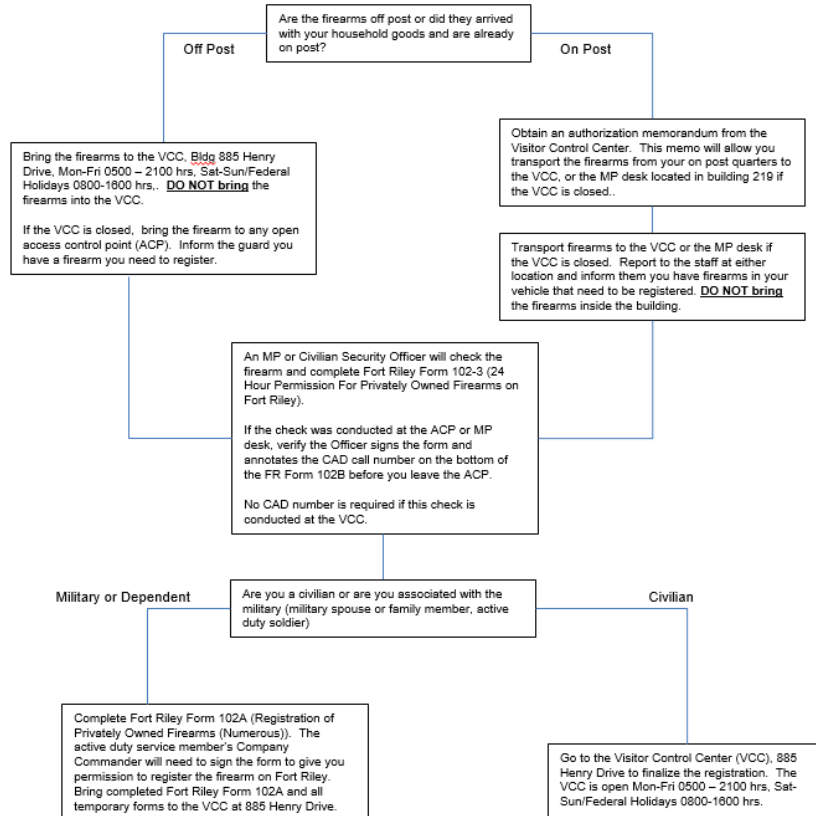 Are the firearms off post or did they arrived
with your household goods and are already
on post?
Off Post
On Post
Bring the firearms to the VCC, Bldg 885 Henry
Drive, Mon-Fri 0500 – 2100 hrs, Sat-Sun/Federal
Holidays 0800-1600 hrs,. DO NOT bring the
firearms into the VCC.
If the VCC is closed, bring the firearm to any open
access control point (ACP). Inform the guard you
have a firearm you need to register.
Obtain an authorization memorandum from the
Visitor Control Center. This memo will allow you
transport the firearms from your on post quarters to
the VCC, or the MP desk located in building 219 if
the VCC is closed..
Transport firearms to the VCC or the MP desk if
the VCC is closed. Report to the staff at either
location and inform them you have firearms in your
vehicle that need to be registered. DO NOT bring
the firearms inside the building.
An MP or Civilian Security Officer will check the
firearm and complete Fort Riley Form 102-3 (24
Hour Permission For Privately Owned Firearms on
Fort Riley).
If the check was conducted at the ACP or MP
desk, verify the Officer signs the form and
annotates the CAD call number on the bottom of
the FR Form 102B before you leave the ACP.
No CAD number is required if this check is
conducted at the VCC.
Are you a civilian or are you associated with the
military (military spouse or family member, active
duty soldier)
Military or Dependent
Civilian
Complete Fort Riley Form 102A (Registration of
Privately Owned Firearms (Numerous)). The
active duty service member's Company
Commander will need to sign the form to give you
permission to register the firearm on Fort Riley.
Bring completed Fort Riley Form 102A and all
temporary forms to the VCC at 885 Henry Drive.
Go to the Visitor Control Center (VCC), 885
Henry Drive to finalize the registration. The
VCC is open Mon-Fri 0500 – 2100 hrs, Sat-
Sun/Federal Holidays 0800-1600 hrs.